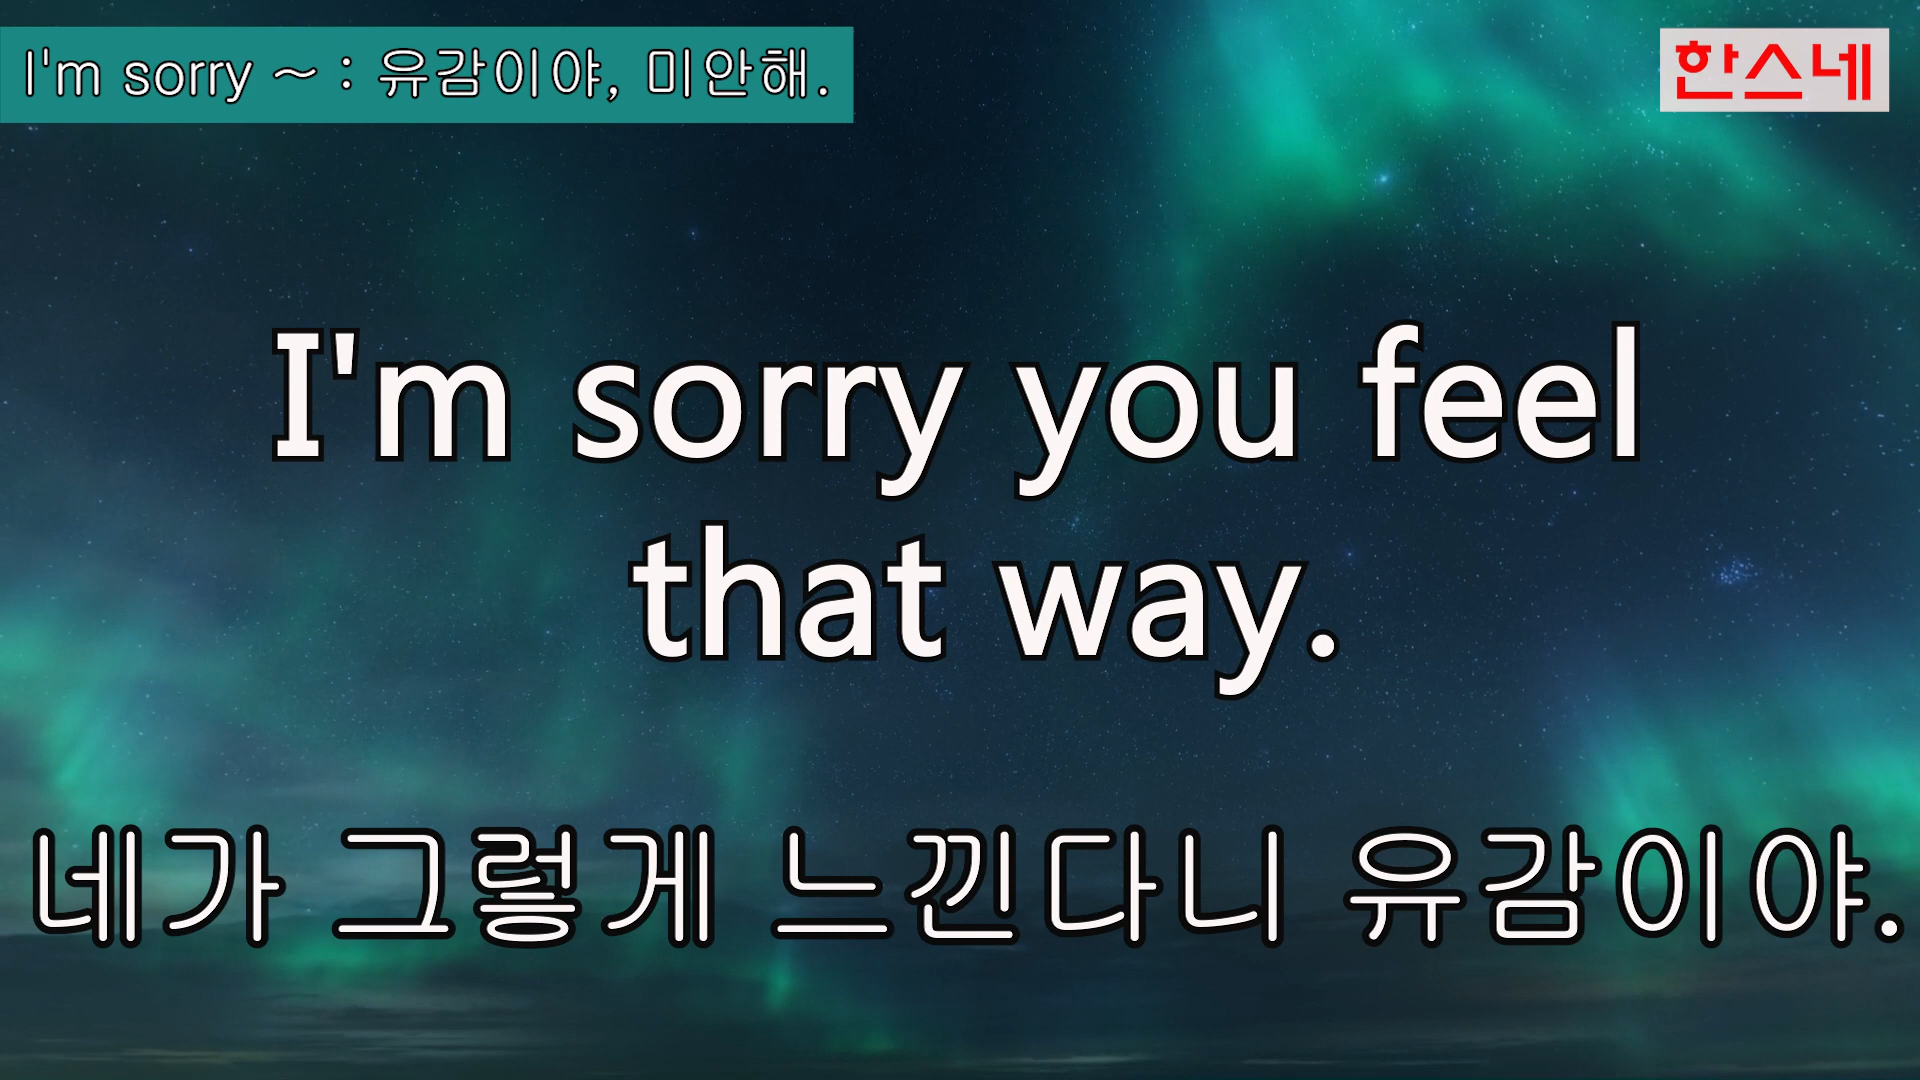 I'm sorry ~ : 유감이야, 미안해.
한스네
I'm sorry you feel
that way.
네가 그렇게 느낀다니 유감이야.